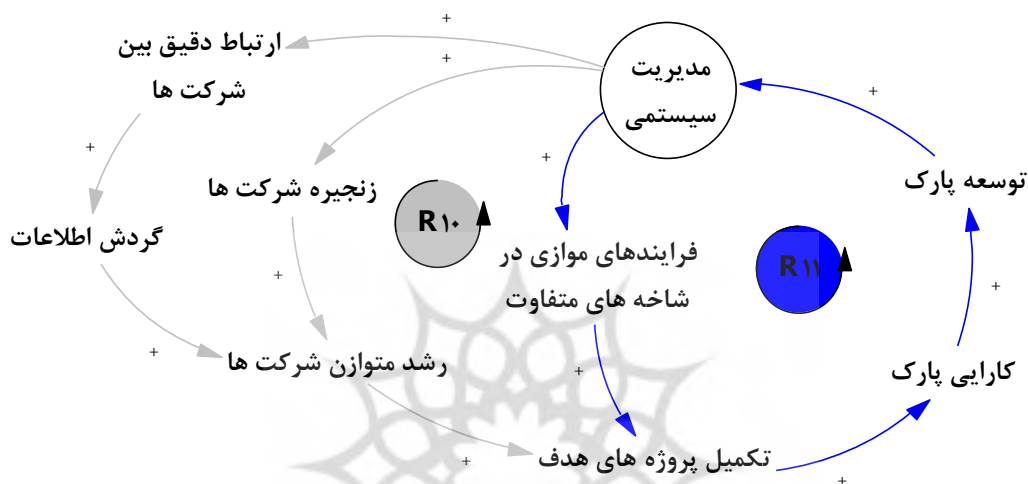 +
ارتباط دقیق بین
شرکت ها
+
مدیریت
سیستمی
+
+
+
توسعه پارک
زنجیره شرکت ها
R۱۰
گردش اطلاعات
فرایندهای موازی در
شاخه های متفاوت
R۱۱
+
+
+
رشد متوازن شرکت ها
+
کارایی پارک
تکمیل پروژه های هدف
+
+